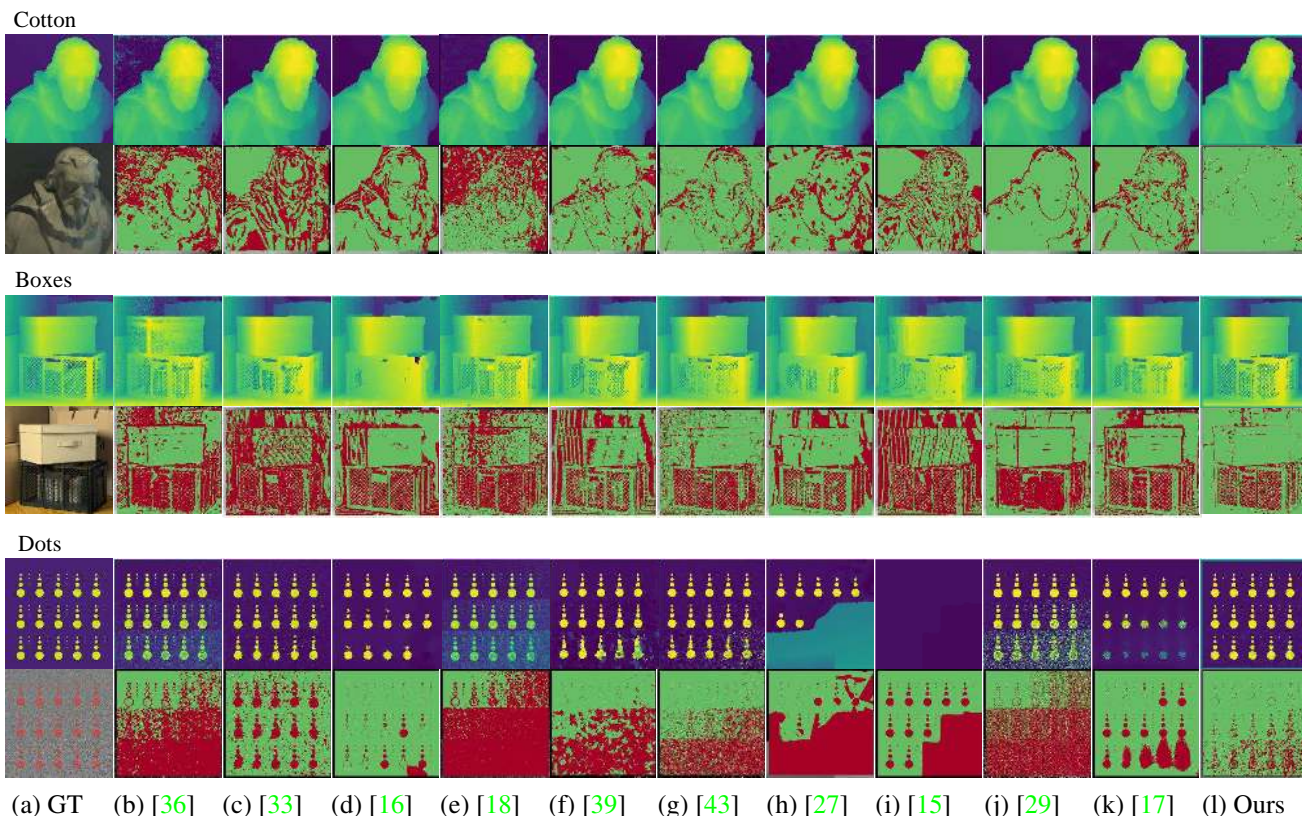 Cotton
Boxes
Dots
(a) GT (b) [36] (c) [33] (d) [16] (e) [18] (f) [39] (g) [43] (h) [27] (i) [15] (j) [29] (k) [17] (l) Ours